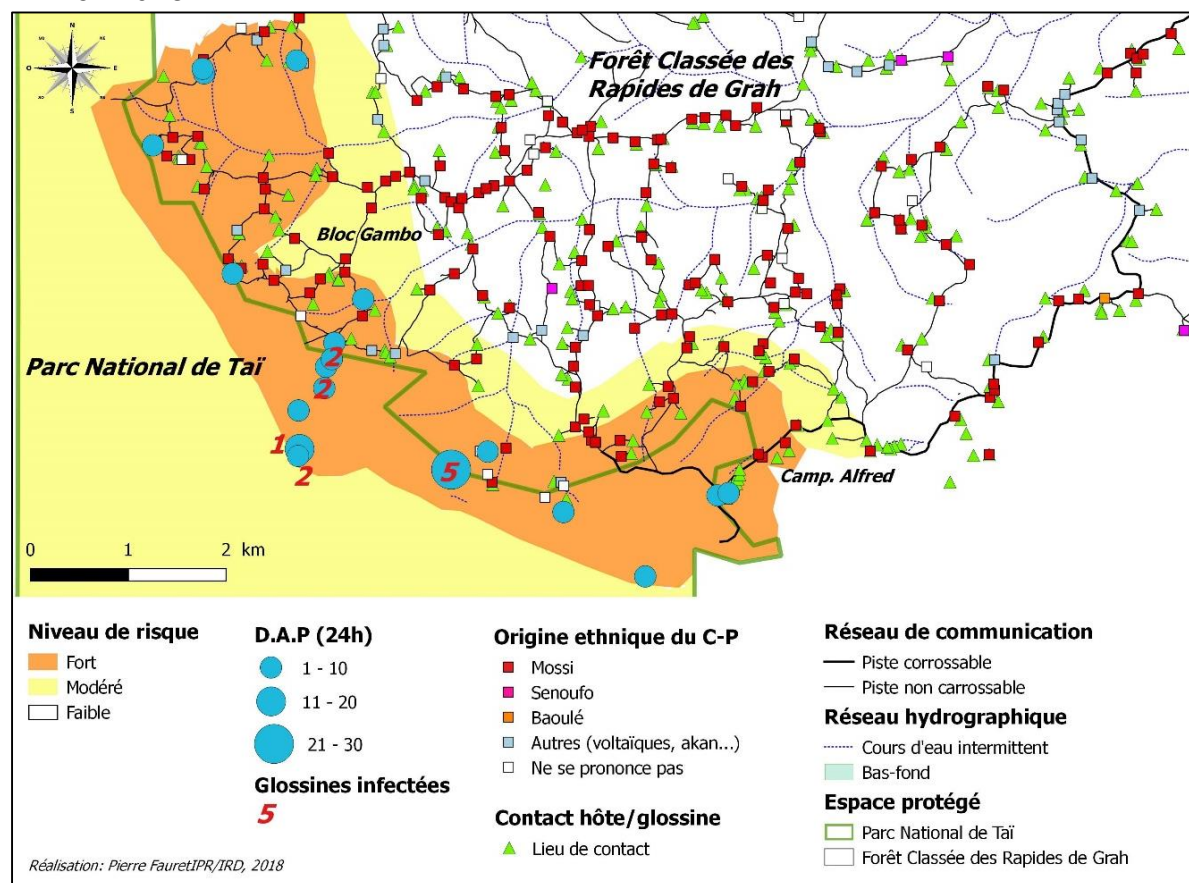 N
O
E
S
Forêt Classée des
Rapides de Grah
Bloc Gambo
Parc National de Taï
2
2
1
2
5
Camp. Alfred
0 1 2 km
Niveau de risque
Fort
Modéré
Faible
D.A.P (24h)
1 - 10
11 - 20
21 - 30
Glossines infectées
5
Origine ethnique du C-P
Mossi
Senoufo
Baoulé
Autres (voltaïques, akan...)
Ne se prononce pas
Contact hôte/glossine
Lieu de contact
Réseau de communication
Piste corrossable
Piste non carrossable
Réseau hydrographique
Cours d'eau intermittent
Bas-fond
Espace protégé
Parc National de Taï
Forêt Classée des Rapides de Grah
Réalisation: Pierre FauretIPR/IRD, 2018